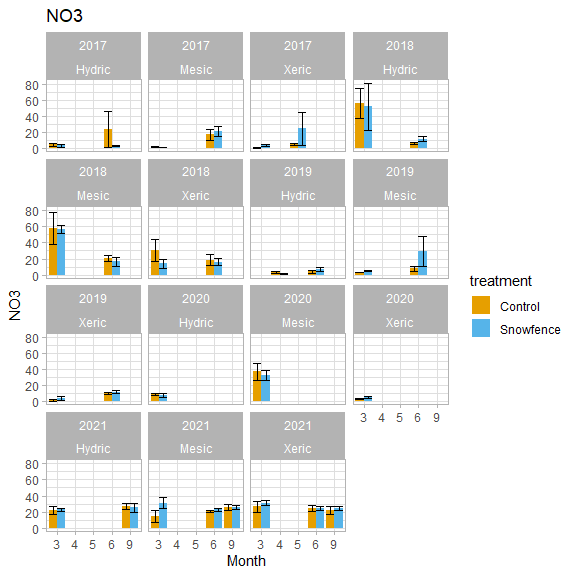 NO3
2017 2017 2017 2018
Hydric Mesic Xeric Hydric
80
60
40
20
0
2018 2018 2019 2019
Mesic Xeric Hydric Mesic
80
60
40
20
0
2019 2020 2020 2020
Xeric Hydric Mesic Xeric
80
60
40
20
0
3 4 5 6 9
2021 2021 2021
Hydric Mesic Xeric
80
60
40
20
0
3 4 5 6 9 3 4 5 6 9 3 4 5 6 9
Month
NO3
treatment
Control
Snowfence